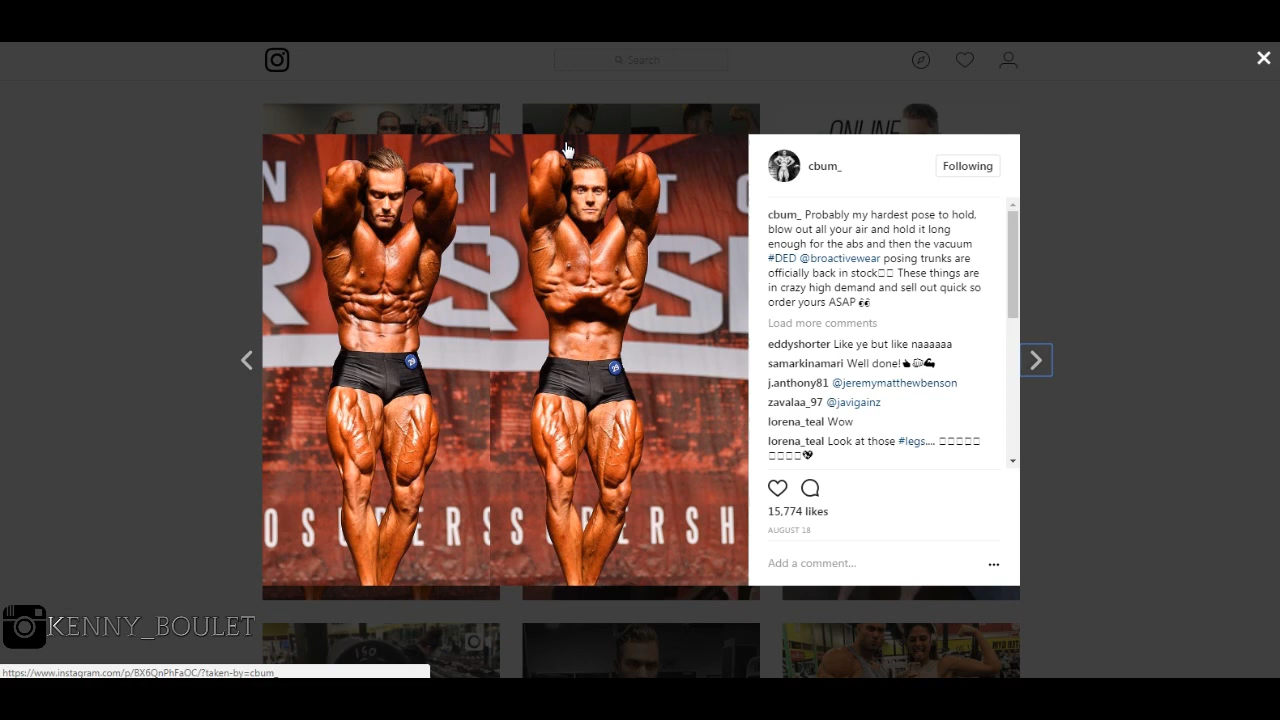 Search
ONLINE
cbum_
Following
cbum_ Probably my hardest pose to hold,
blow out all your air and hold it long
enough for the abs and then the vacuum
#DED @broactivewear posing trunks are
officially back in stock These things are
in crazy high demand and sell out quick so
order yours ASAP
Load more comments
eddyshorter Like ye but like naaaaaa
samarkinamari Well done!
j.anthony81 @jeremymatthewbenson
zavalaa_97 @javigainz
lorena_teal Wow
lorena_teal Look at those #legs....
15,774 likes
AUGUST 18
Add a comment...
29
29
KENNY_BOULET
https://www.instagram.com/p/BX6QnPhFaOC/?taken-by=cbum_